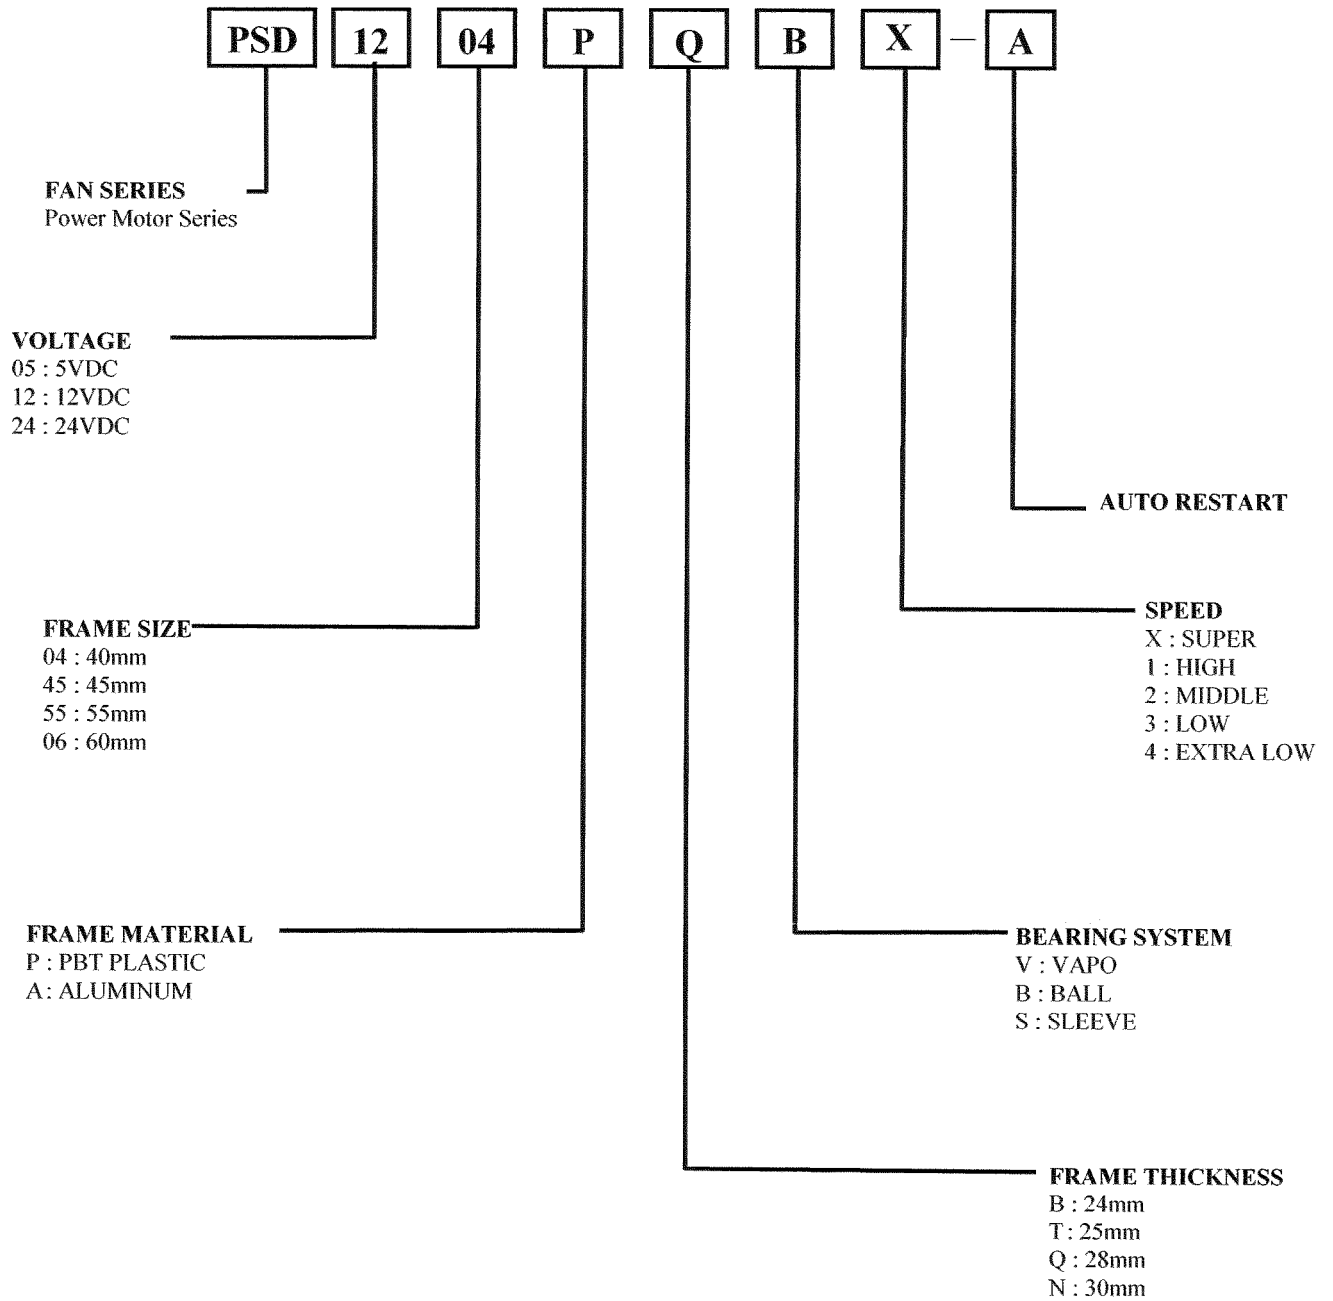 PSD 12 04 P Q B X — A
FAN SERIES
Power Motor Series
VOLTAGE
05 : 5VDC
12 : 12VDC
24 : 24VDC
AUTO RESTART
FRAME SIZE
04 : 40mm
45 : 45mm
55 : 55mm
06 : 60mm
SPEED
X : SUPER
1 : HIGH
2 : MIDDLE
3 : LOW
4 : EXTRA LOW
FRAME MATERIAL
P : PBT PLASTIC
A : ALUMINUM
BEARING SYSTEM
V : VAPO
B : BALL
S : SLEEVE
FRAME THICKNESS
B : 24mm
T : 25mm
Q : 28mm
N : 30mm